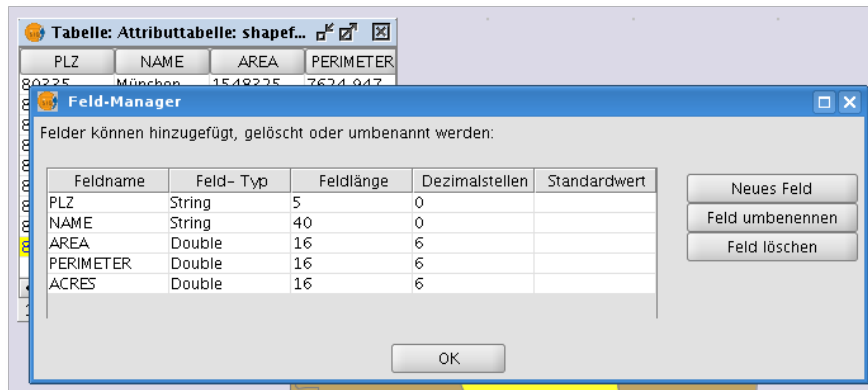 Tabelle: Attributtabelle: shapef...
PLZ NAME AREA PERIMETER
80335 München 1548325 7624,947
Feld-Manager
Felder können hinzugefügt, gelöscht oder umbenannt werden:
Feldname Feld- Typ Feldlänge Dezimalstellen Standardwert
PLZ String 5 0
NAME String 40 0
AREA Double 16 6
PERIMETER Double 16 6
ACRES Double 16 6
Neues Feld
Feld umbenennen
Feld löschen
OK